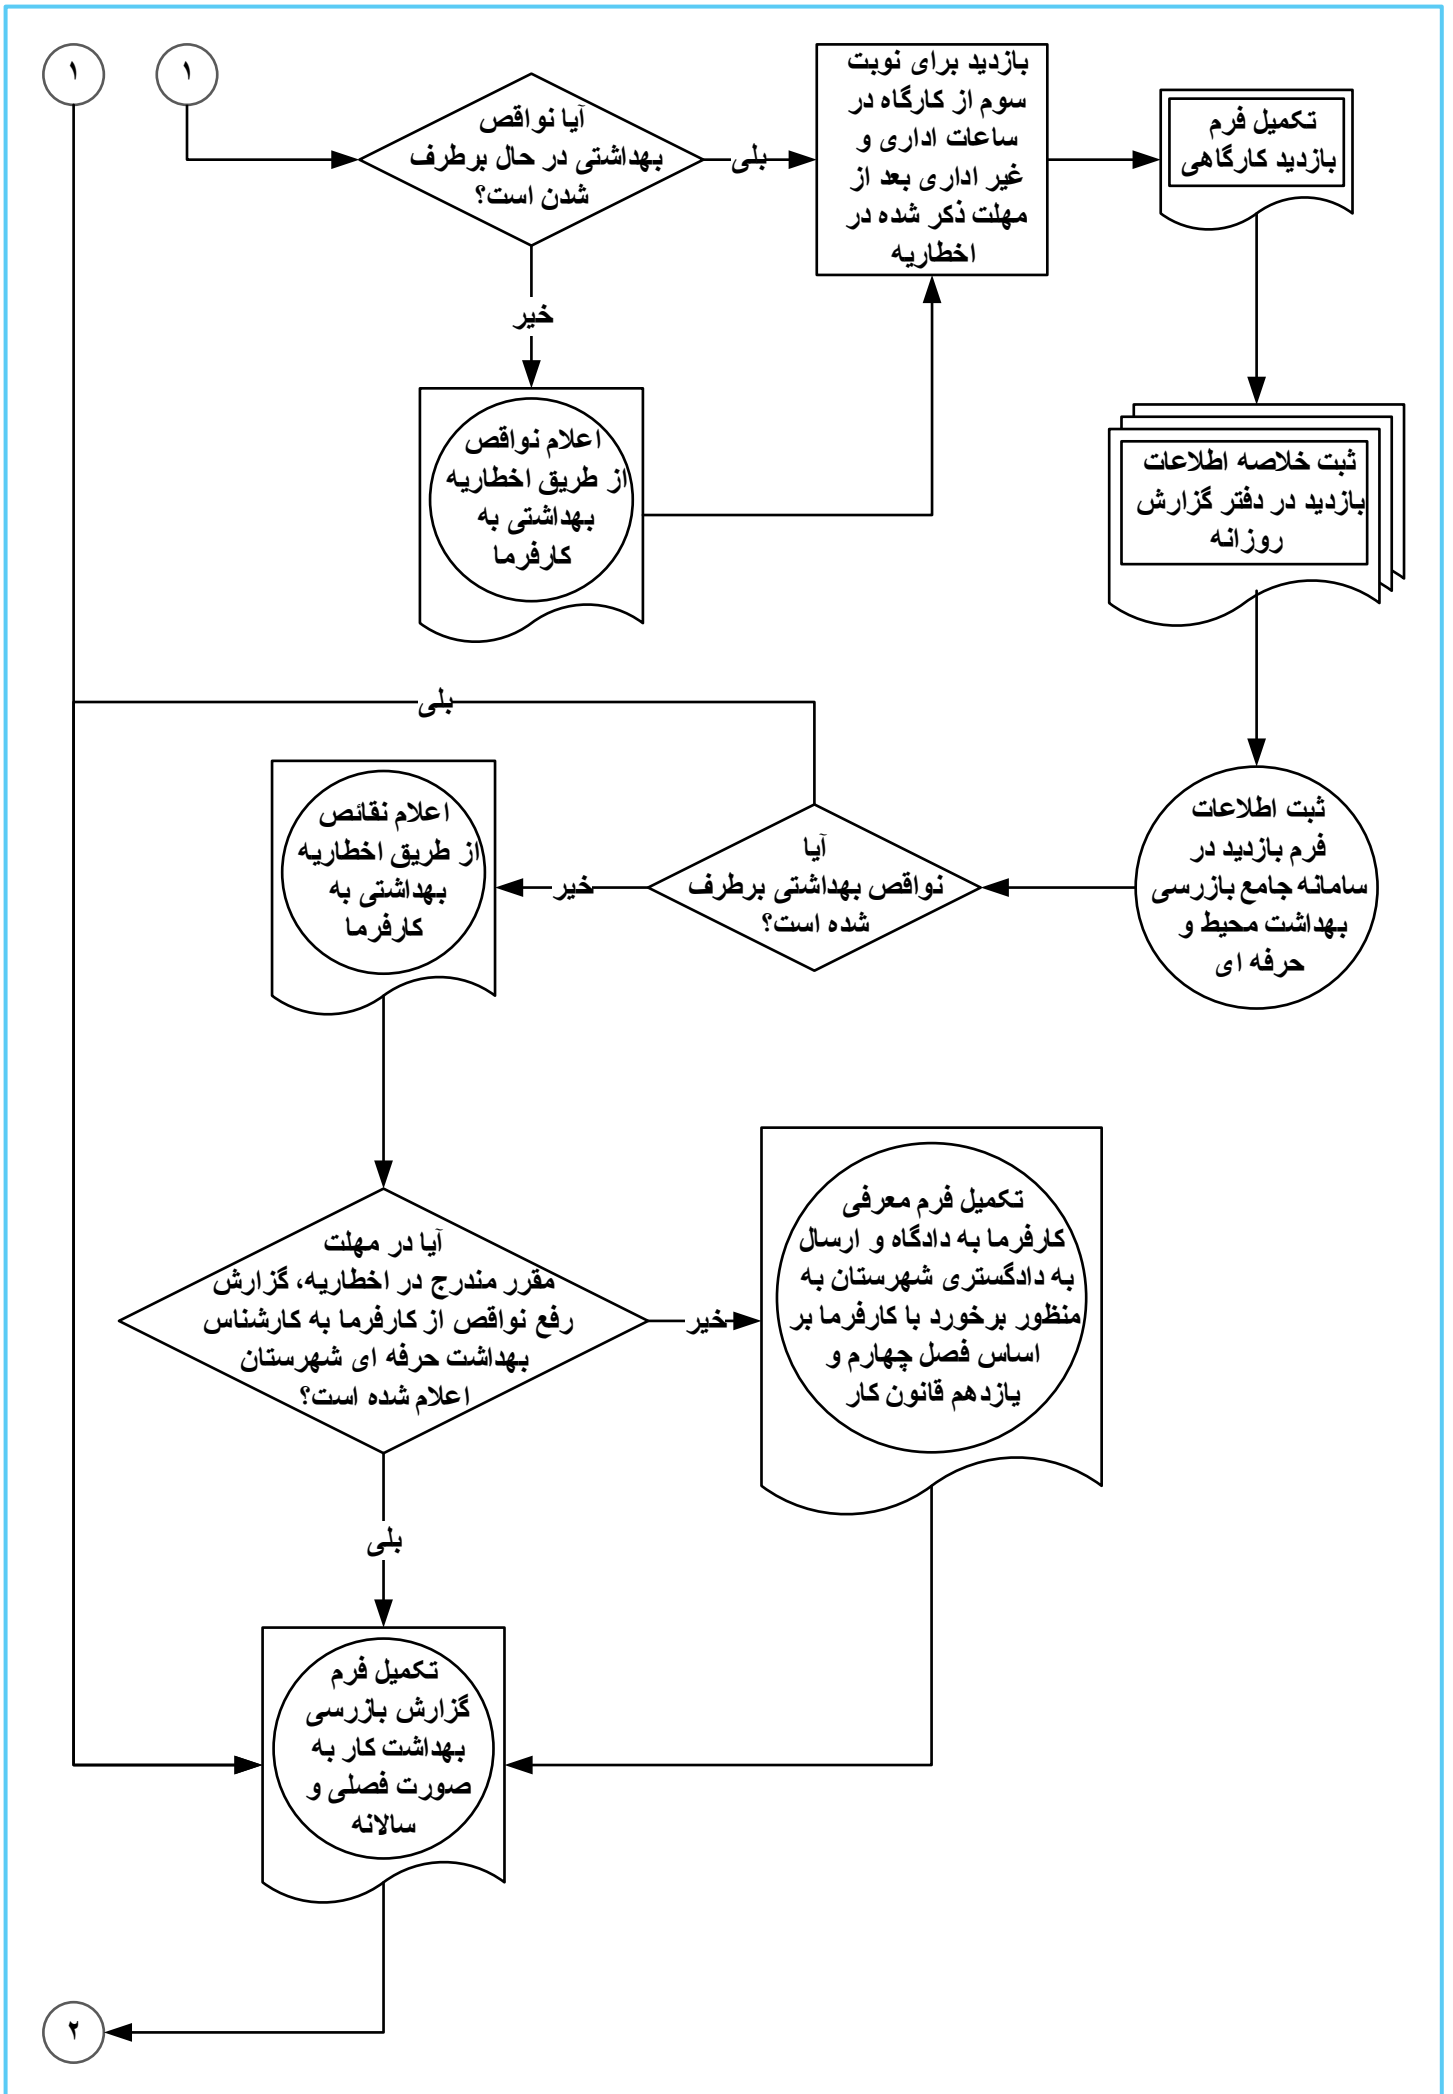 ۱
۱
آیا نواقص
بهداشتی در حال برطرف
شدن است؟
بلی
بازدید برای نوبت
سوم از کارگاه در
ساعات اداری و
غیر اداری بعد از
مهلت ذکر شده در
اخطاریه
تکمیل فرم
بازدید کارگاهی
خیر
اعلام نواقص
از طریق اخطاریه
بهداشتی به
کارفرما
ثبت خلاصه اطلاعات
بازدید در دفتر گزارش
روزانه
بلی
ثبت اطلاعات
فرم بازدید در
سامانه جامع بازرسی
بهداشت محیط و
حرفه ای
آیا
نواقص بهداشتی برطرف
شده است؟
خیر
اعلام نقائص
از طریق اخطاریه
بهداشتی به
کارفرما
آیا در مهلت
مقرر مندرج در اخطاریه، گزارش
رفع نواقص از کارفرما به کارشناس
بهداشت حرفه ای شهرستان
اعلام شده است؟
خیر
تکمیل فرم معرفی
کارفرما به دادگاه و ارسال
به دادگستری شهرستان به
منظور برخورد با کارفرما بر
اساس فصل چهارم و
یازدهم قانون کار
بلی
تکمیل فرم
گزارش بازرسی
بهداشت کار به
صورت فصلی و
سالانه
۲